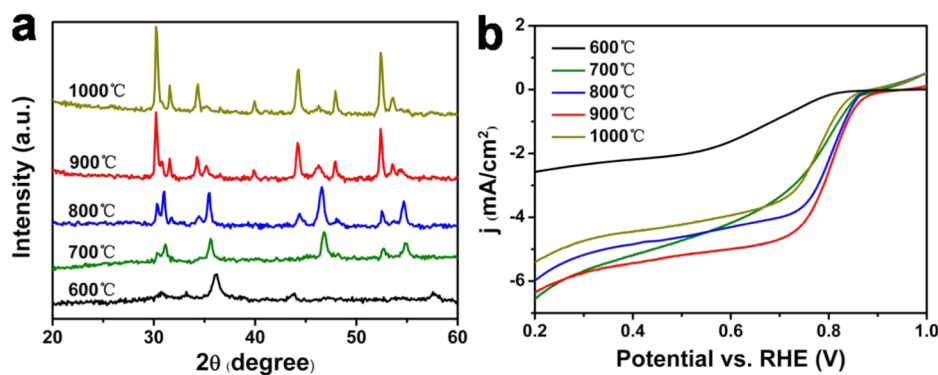 a
Intensity (a.u.)
1000℃
900℃
800℃
700℃
600℃
20 30 40 50 60
2θ (degree)
b
j (mA/cm²)
600℃
700℃
800℃
900℃
1000℃
0
-2
-4
-6
0.2 0.4 0.6 0.8 1.0
Potential vs. RHE (V)